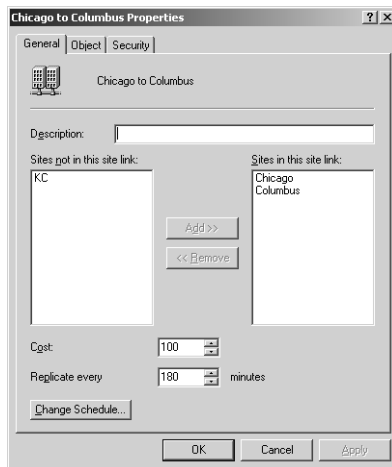 Chicago to Columbus Properties
General Object Security
Chicago to Columbus
Description:
Sites not in this site link: Sites in this site link:
KC Chicago
Columbus
Add >>
<< Remove
Cost: 100
Replicate every 180 minutes
Change Schedule...
OK Cancel Apply